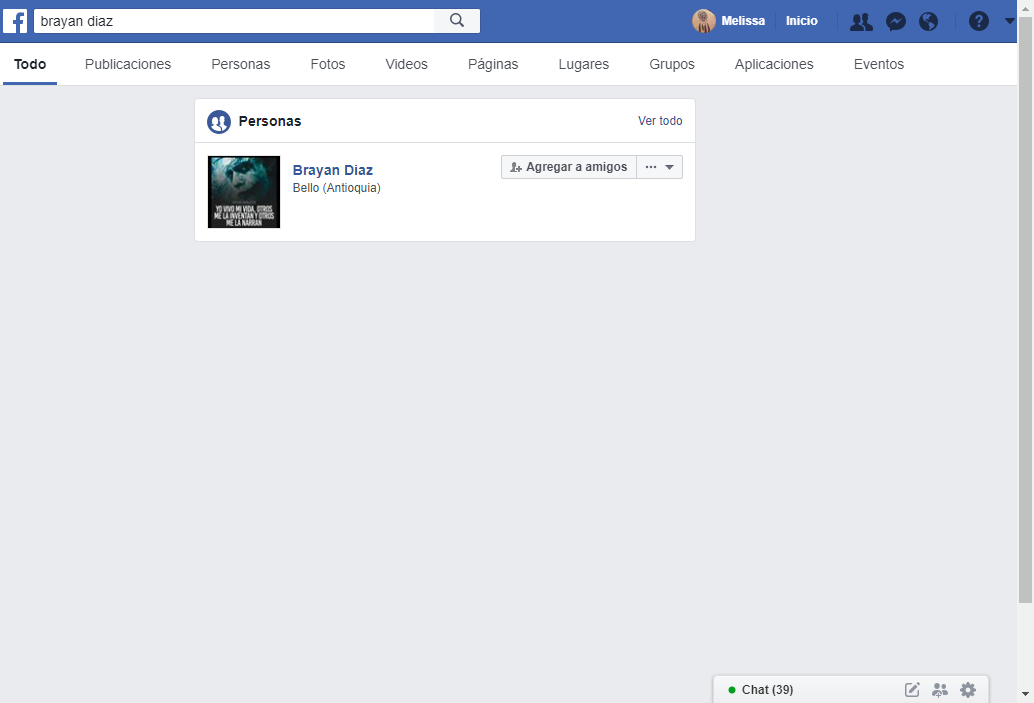 brayan diaz
Melissa
Inicio
Todo
Publicaciones
Personas
Fotos
Videos
Páginas
Lugares
Grupos
Aplicaciones
Eventos
Personas
Ver todo
Brayan Diaz
Bello (Antioquia)
Agregar a amigos
YO VIVO MI VIDA, OTROS
ME LA INVENTAN Y OTROS
ME LA NARRAN
Chat (39)